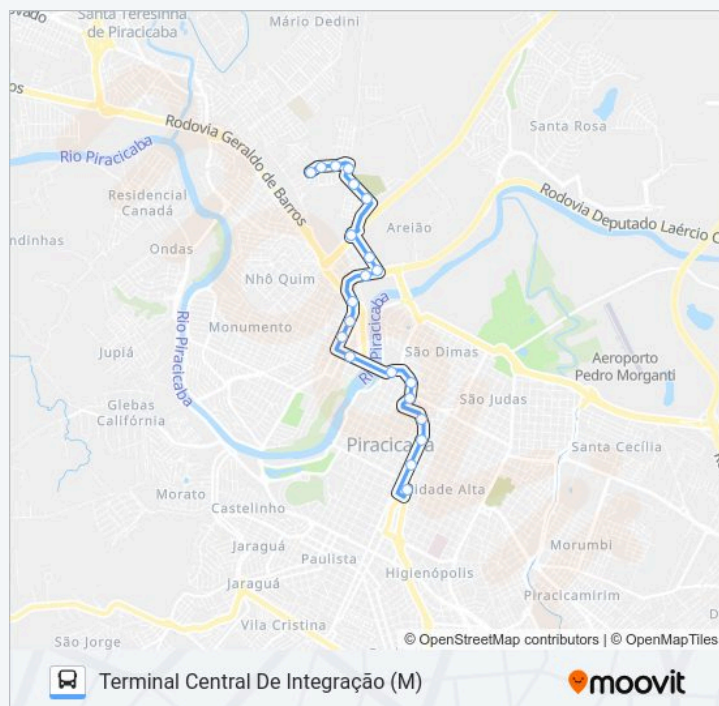 ovado
Santa Teresinha
de Piracicaba
Mário Dedini
os
Rodovia Geraldo de Barros
Santa Rosa
Rio Piracicaba
Residencial
Canadá
Rodovia Deputado Laércio C
Areião
ndinhas
Ondas
Nhô Quim
Rio Piracicaba
Monumento
Rio Piracicaba
São Dimas
Jupiá
Aeroporto
Pedro Morganti
Glebas
Califórnia
São Judas
Piracicaba
Santa Cecília
Morato
Cidade Alta
Castelinho
Jaraguá
Paulista
Morumbi
Higienópolis
Jaraguá
Piracicamirim
Vila Cristina
D
São Jorge
© OpenStreetMap contributors | © OpenMapTiles
Terminal Central De Integração (M)
moovit